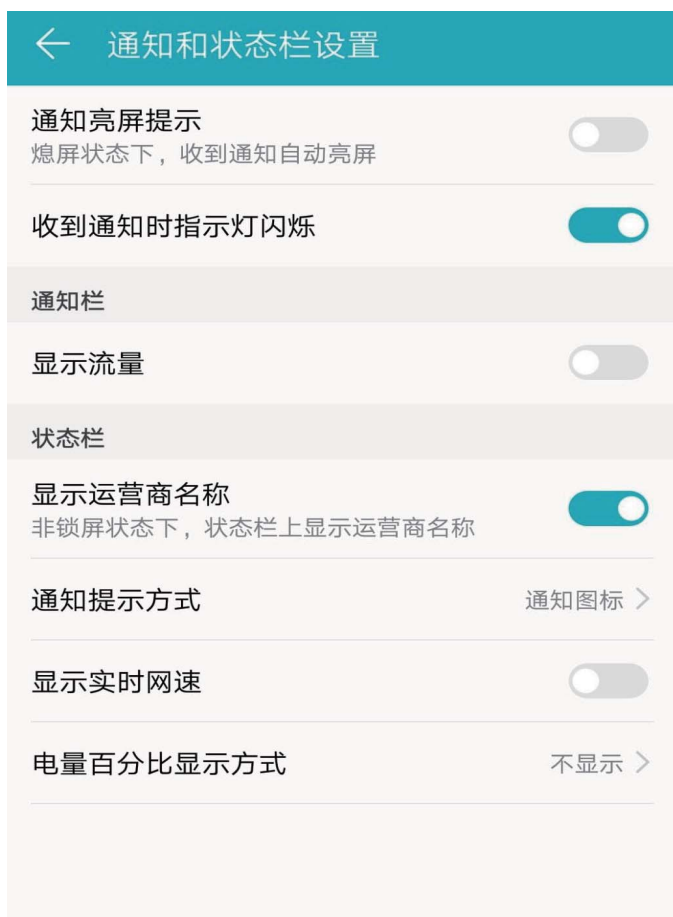 通知和状态栏设置
通知亮屏提示
熄屏状态下，收到通知自动亮屏
收到通知时指示灯闪烁
通知栏
显示流量
状态栏
显示运营商名称
非锁屏状态下，状态栏上显示运营商名称
通知提示方式 通知图标
显示实时网速
电量百分比显示方式 不显示